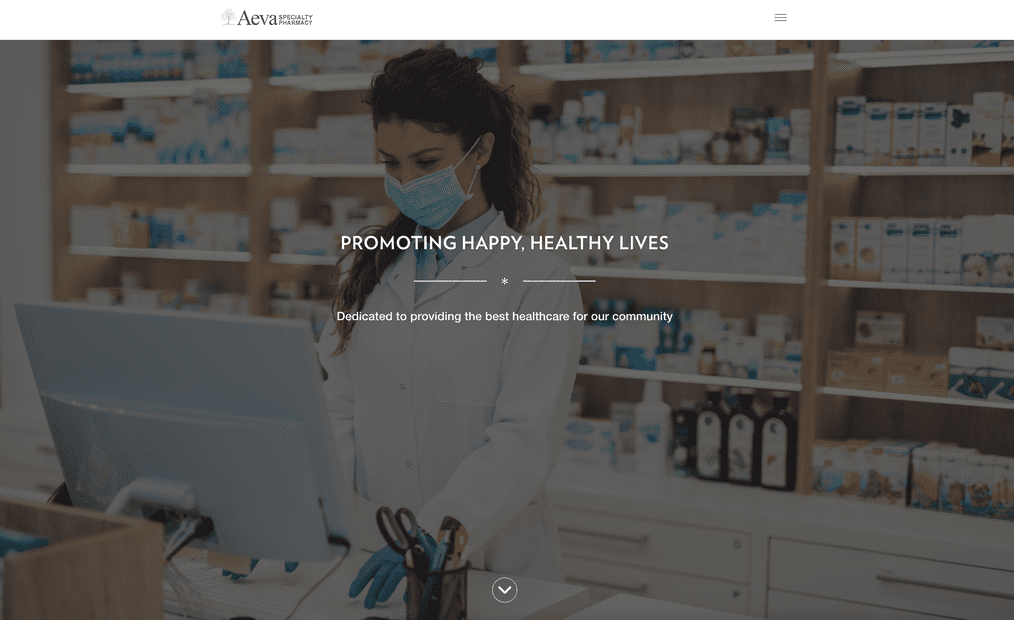 Aeva SPECIALTY
PHARMACY
PROMOTING HAPPY, HEALTHY LIVES
Dedicated to providing the best healthcare for our community